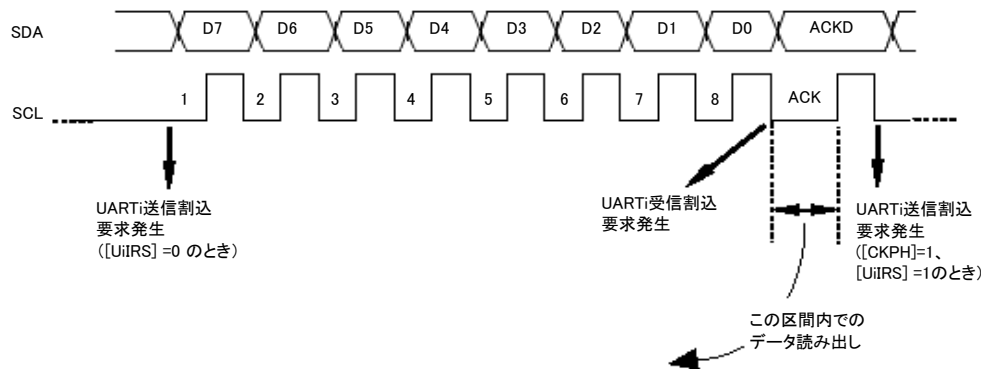 SDA D7 D6 D5 D4 D3 D2 D1 D0 ACKD
SCL 1 2 3 4 5 6 7 8 ACK
UARTi送信割込
要求発生
([UiIRS] =0 のとき)
UARTi受信割込
要求発生
UARTi送信割込
要求発生
([CKPH]=1、
[UiIRS] =1のとき)
この区間内での
データ読み出し